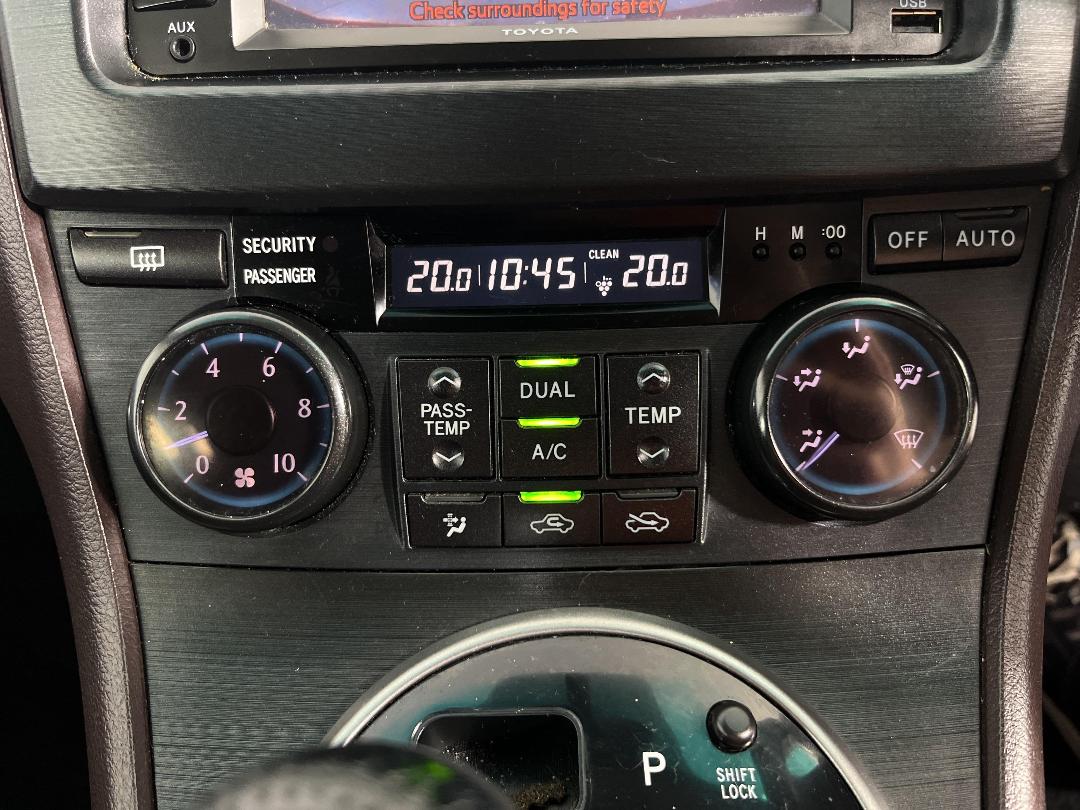 Check surroundings for safety
TOYOTA
AUX
USB
SECURITY
PASSENGER
20.0 10:45 CLEAN 20.0
H M :00
OFF AUTO
0 2 4 6 8 10
PASS-
TEMP
DUAL
A/C
TEMP
P
SHIFT
LOCK